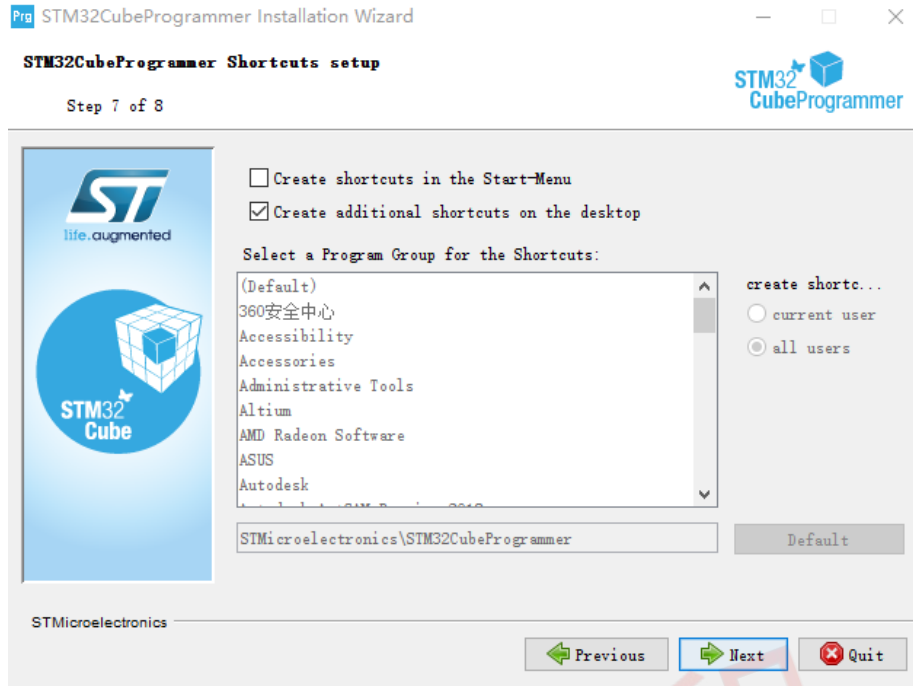 Prg STM32CubeProgrammer Installation Wizard
STM32CubeProgrammer Shortcuts setup
Step 7 of 8
STM32
CubeProgrammer
ST
life.augmented
STM32
Cube
Create shortcuts in the Start-Menu
Create additional shortcuts on the desktop
Select a Program Group for the Shortcuts:
(Default)
360安全中心
Accessibility
Accessories
Administrative Tools
Altium
AMD Radeon Software
ASUS
Autodesk
create shortc...
current user
all users
STMicroelectronics\STM32CubeProgrammer
Default
STMicroelectronics
Previous
Next
Quit